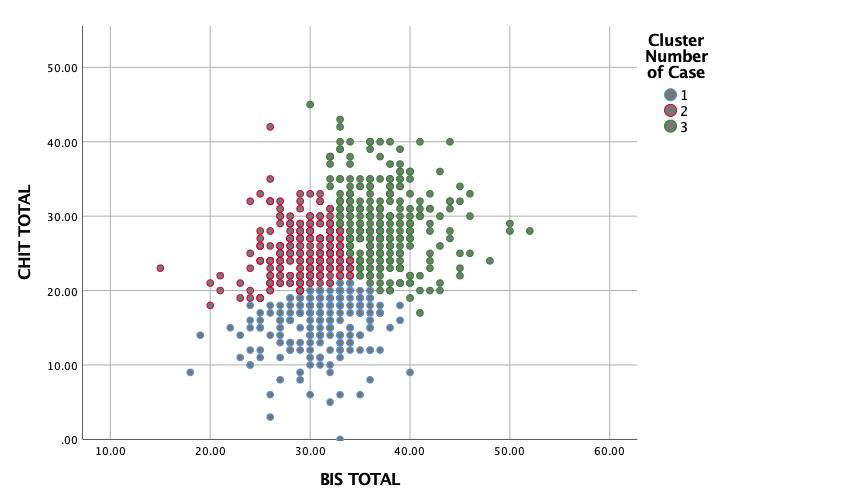 Cluster
Number
of Case
1
2
3
CHIT TOTAL
50.00
40.00
30.00
20.00
10.00
.00
10.00 20.00 30.00 40.00 50.00 60.00
BIS TOTAL